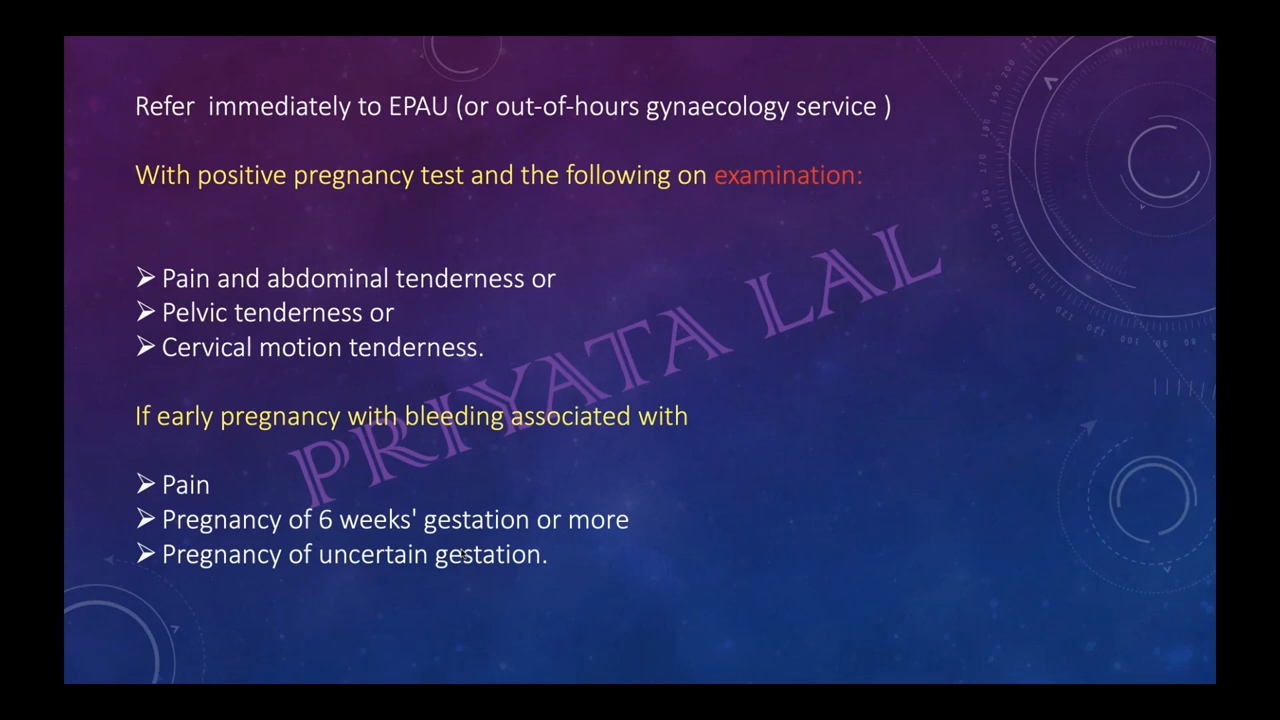 Refer immediately to EPAU (or out-of-hours gynaecology service )
With positive pregnancy test and the following on examination:
➢ Pain and abdominal tenderness or
➢ Pelvic tenderness or
➢ Cervical motion tenderness.
PRIYATA LAL
If early pregnancy with bleeding associated with
➢ Pain
➢ Pregnancy of 6 weeks' gestation or more
➢ Pregnancy of uncertain gestation.